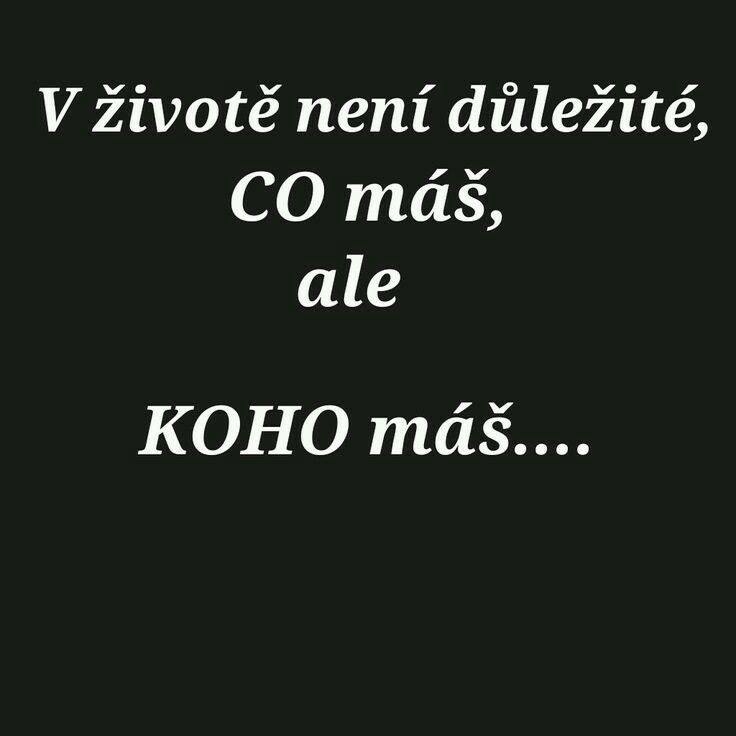 V životě není důležité,
CO máš,
ale
KOHO máš....